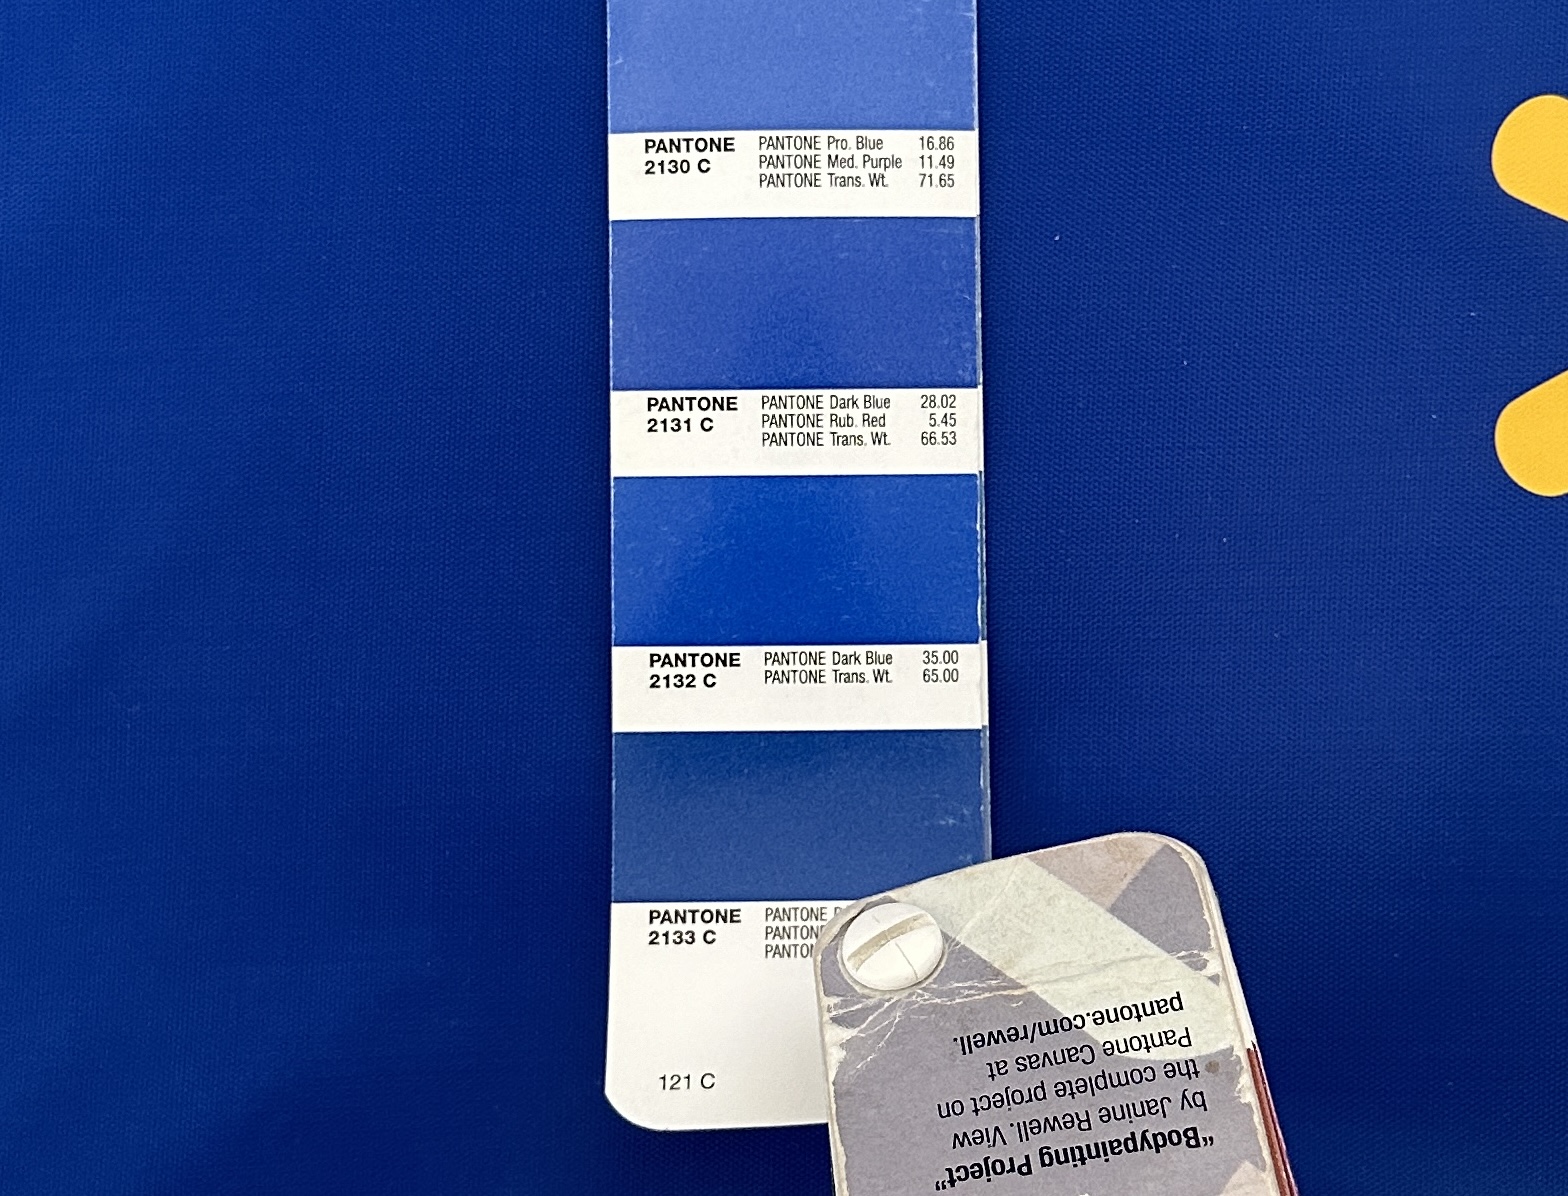 PANTONE 2130 C
PANTONE Pro. Blue 16.86
PANTONE Med. Purple 11.49
PANTONE Trans. Wt. 71.65
PANTONE 2131 C
PANTONE Dark Blue 28.02
PANTONE Rub. Red 5.45
PANTONE Trans. Wt. 66.53
PANTONE 2132 C
PANTONE Dark Blue 35.00
PANTONE Trans. Wt. 65.00
PANTONE 2133 C
PANTONE
PANTONE
121 C
"Bodypainting Project"
by Janine Rewell. View
the complete project on
Pantone Canvas at
pantone.com/rewell.